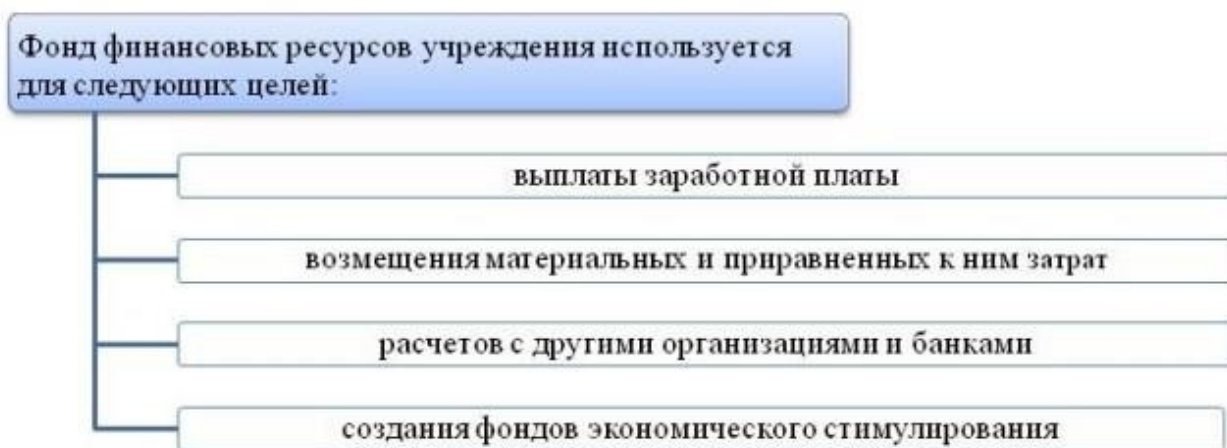 Фонд финансовых ресурсов учреждения используется
для следующих целей:
выплаты заработной платы
возмещения материальных и приравненных к ним затрат
расчетов с другими организациями и банками
создания фондов экономического стимулирования